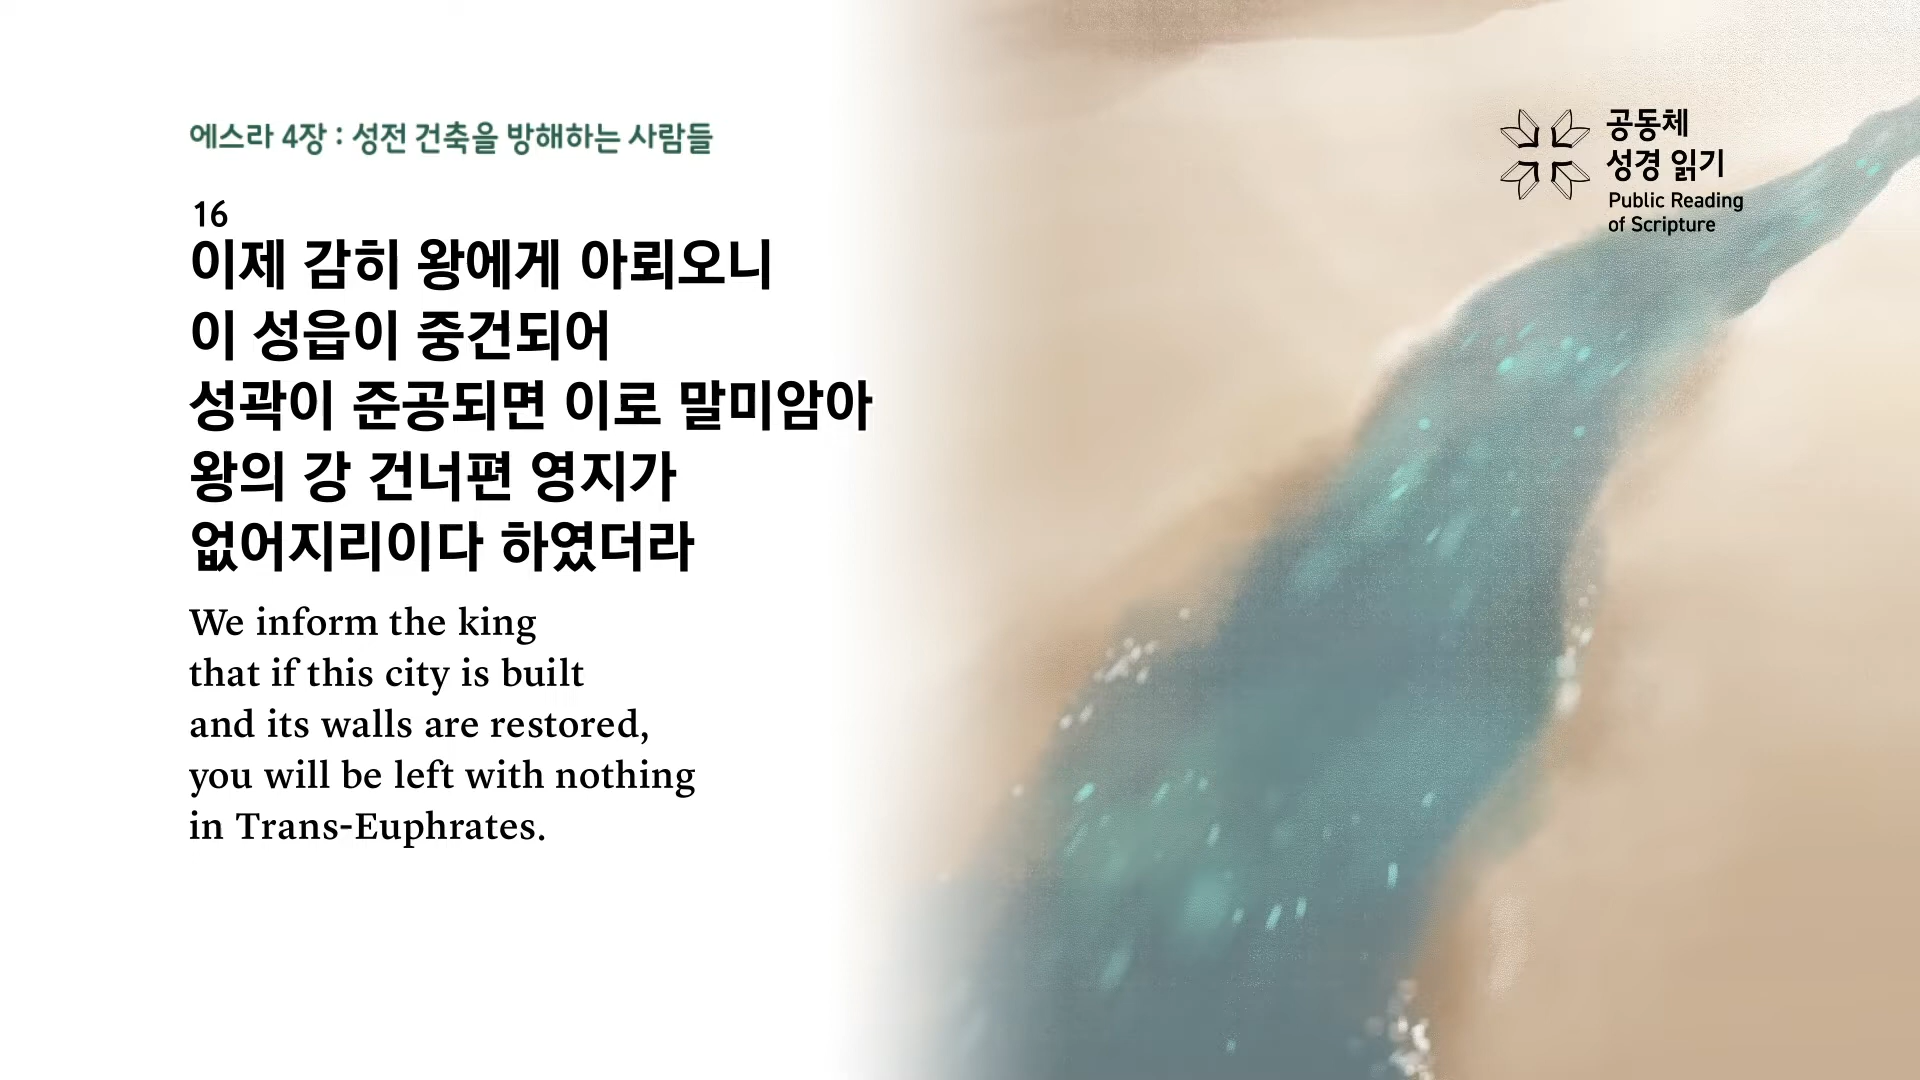 에스라 4장 : 성전 건축을 방해하는 사람들
16
이제 감히 왕에게 아뢰오니
이 성읍이 중건되어
성곽이 준공되면 이로 말미암아
왕의 강 건너편 영지가
없어지리이다 하였더라
We inform the king
that if this city is built
and its walls are restored,
you will be left with nothing
in Trans-Euphrates.
공동체
성경 읽기
Public Reading
of Scripture